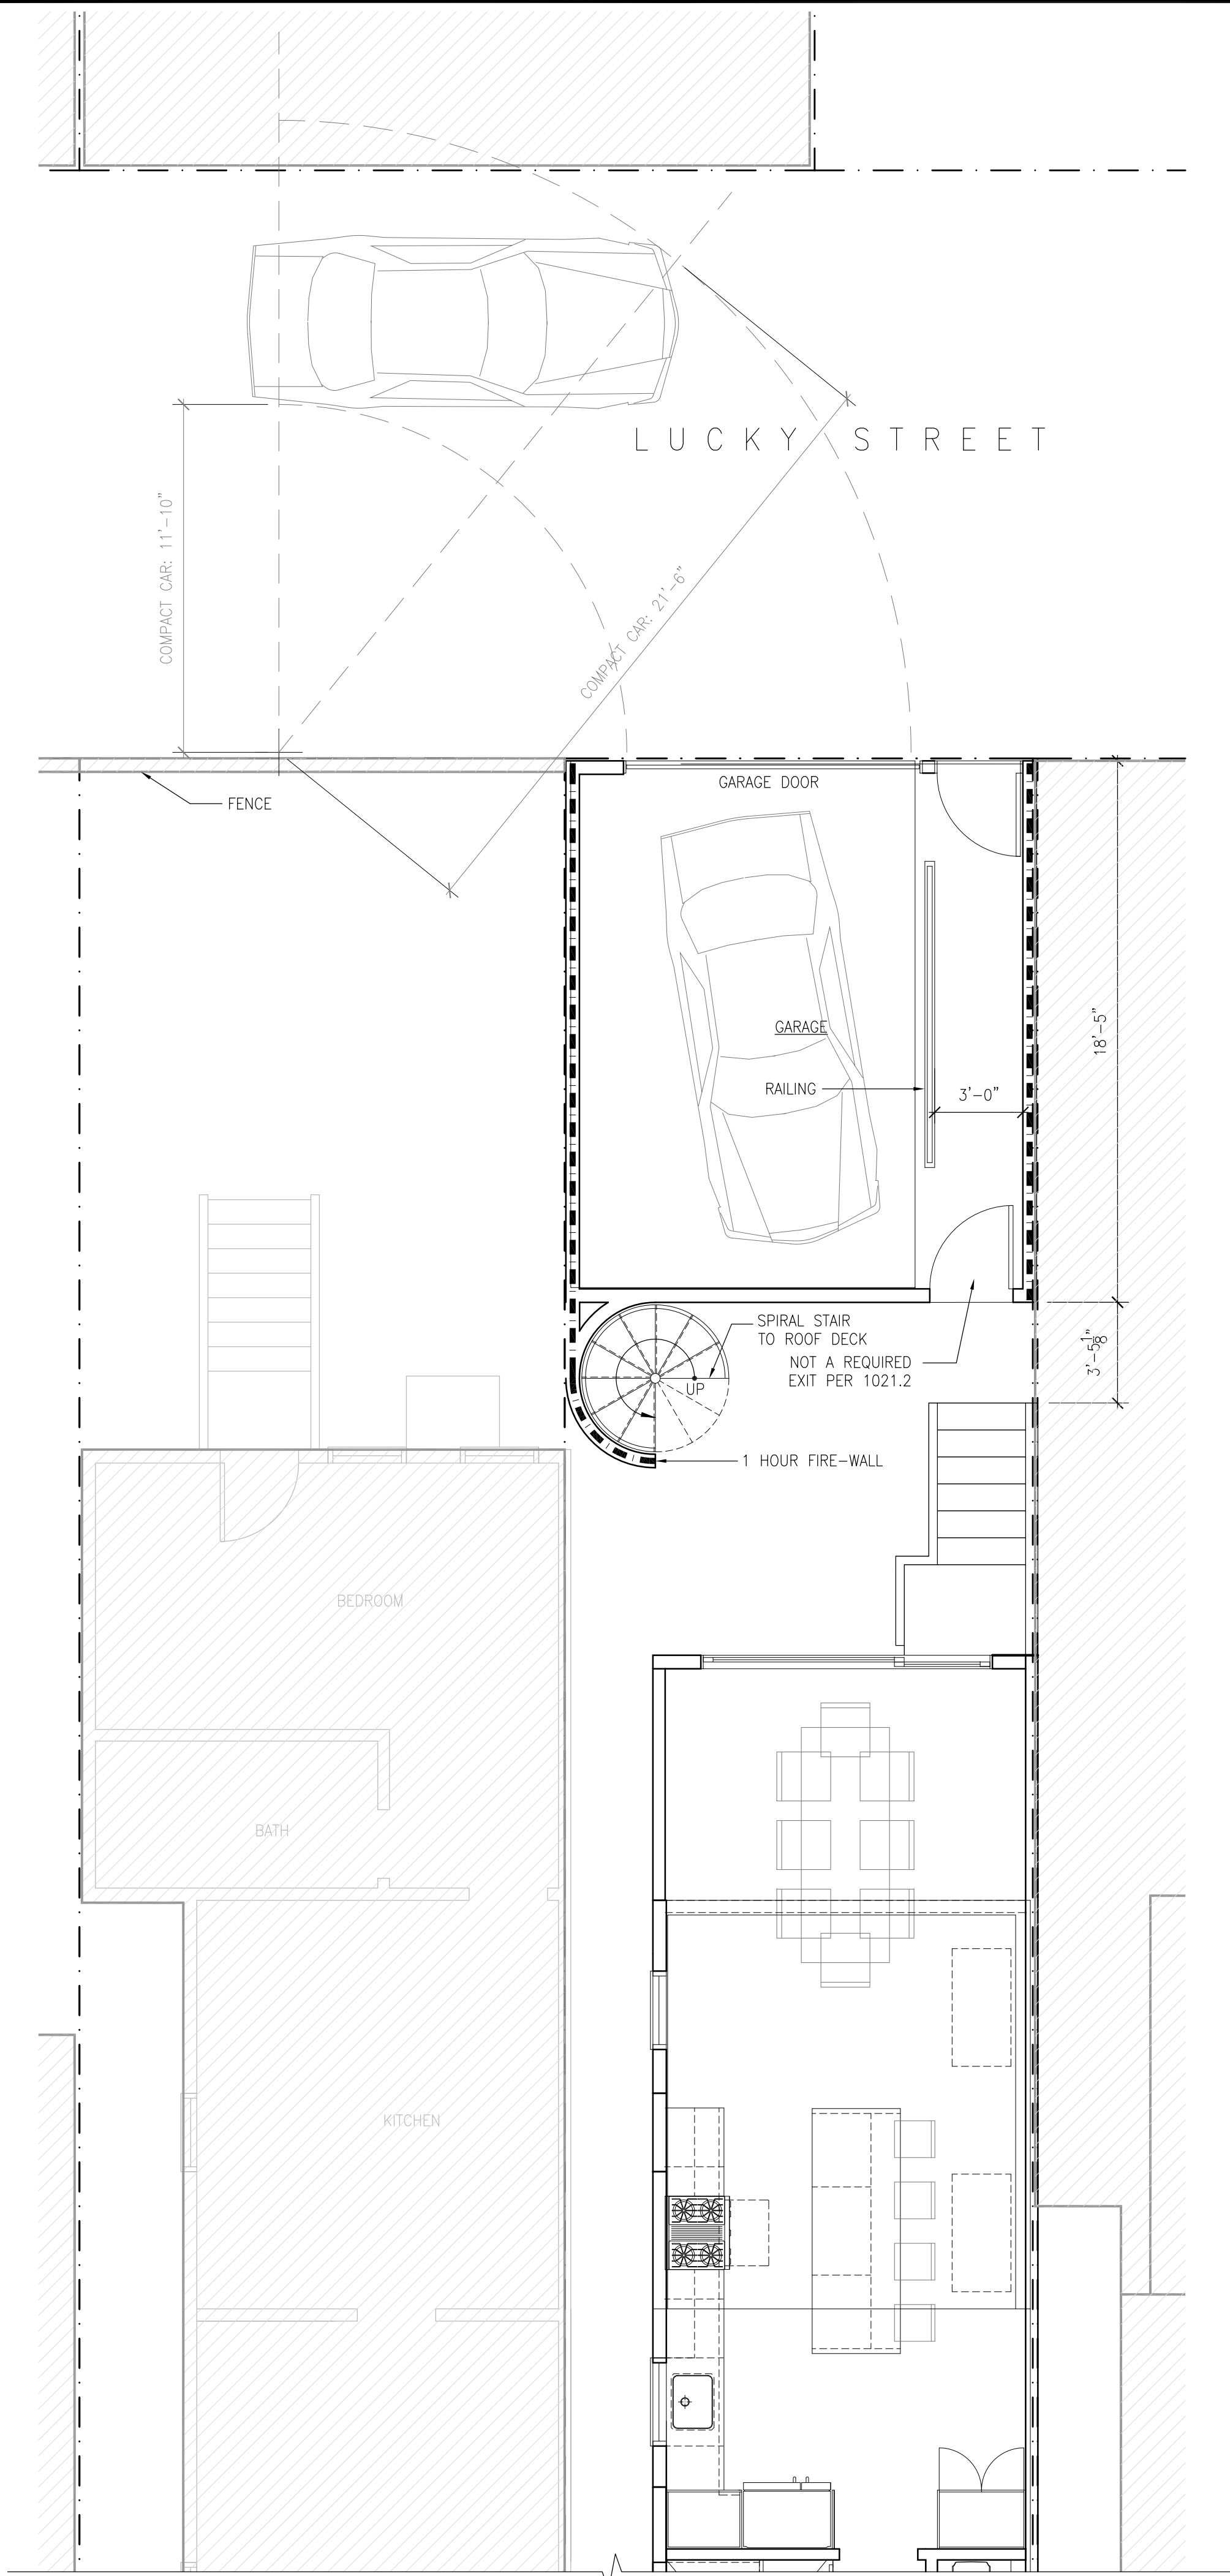 LUCKY STREET
COMPACT CAR: 11'-10"
COMPACT CAR: 21'-6"
FENCE
GARAGE DOOR
GARAGE
RAILING
3'-0"
18'-5"
SPIRAL STAIR
TO ROOF DECK
NOT A REQUIRED
EXIT PER 1021.2
3'-5 1/8"
UP
1 HOUR FIRE-WALL
BEDROOM
BATH
KITCHEN